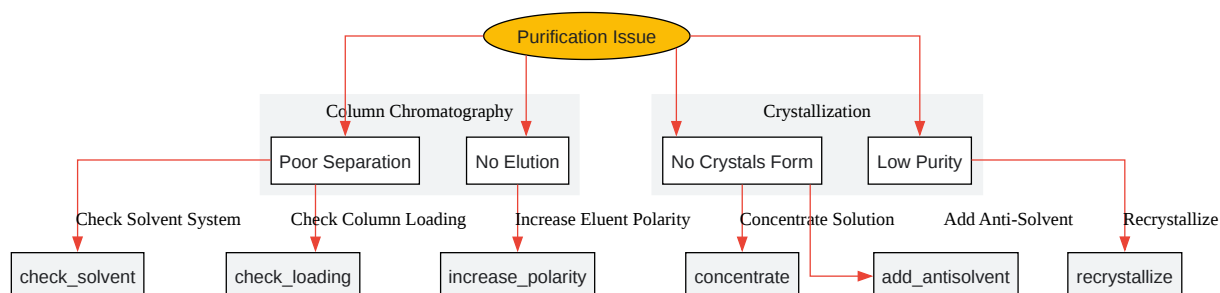 Purification Issue
Column Chromatography
Crystallization
Poor Separation
No Elution
No Crystals Form
Low Purity
Check Solvent System
Check Column Loading
Increase Eluent Polarity
Concentrate Solution
Add Anti-Solvent
Recrystallize
check_solvent
check_loading
increase_polarity
concentrate
add_antisolvent
recrystallize